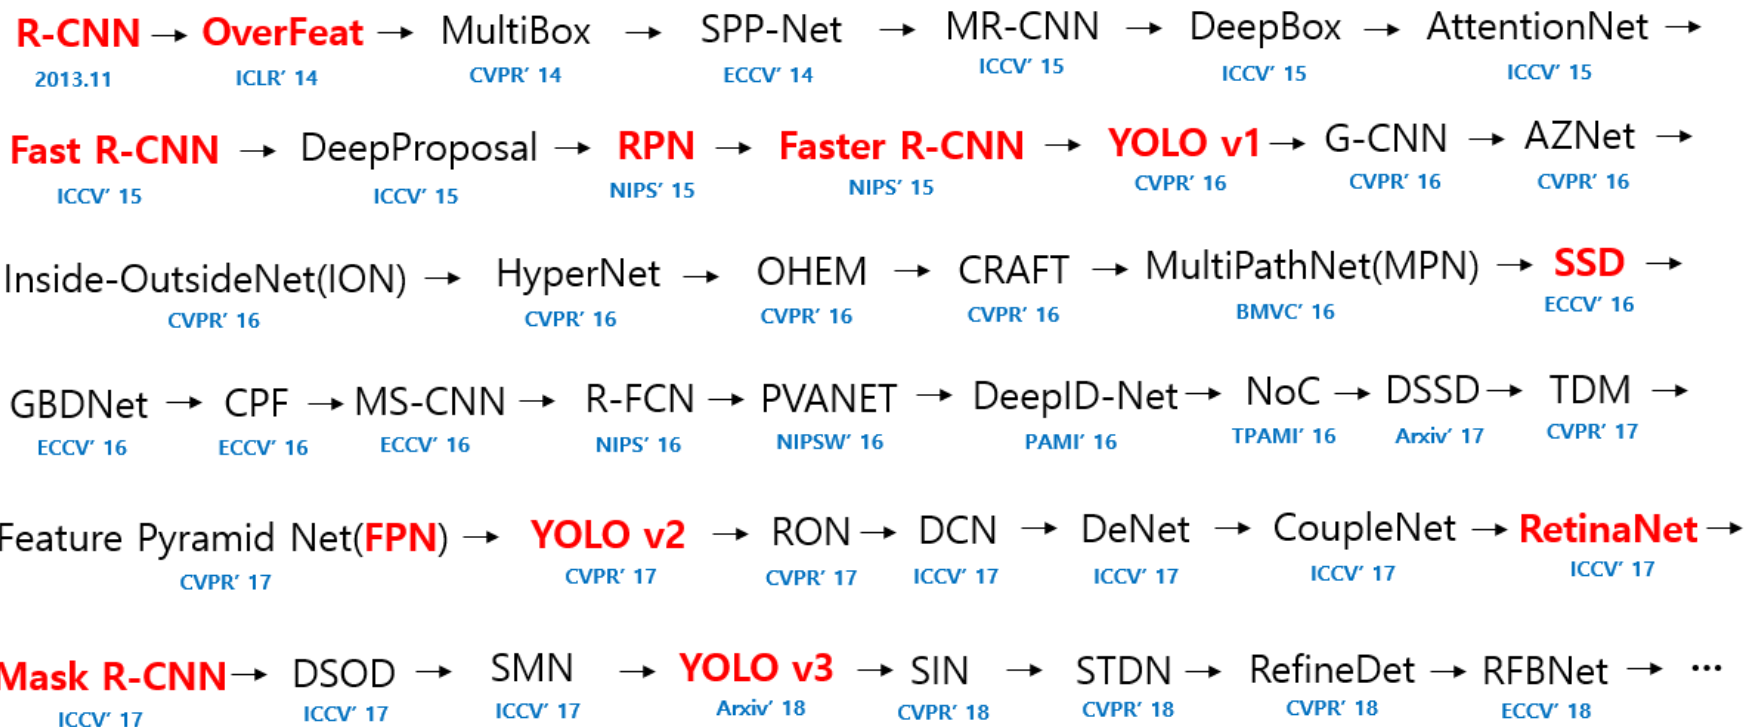 R-CNN → OverFeat → MultiBox → SPP-Net → MR-CNN → DeepBox → AttentionNet →
2013.11 ICLR' 14 CVPR' 14 ECCV' 14 ICCV' 15 ICCV' 15 ICCV' 15
Fast R-CNN → DeepProposal → RPN → Faster R-CNN → YOLO v1 → G-CNN → AZNet →
ICCV' 15 ICCV' 15 NIPS' 15 NIPS' 15 CVPR' 16 CVPR' 16 CVPR' 16
Inside-OutsideNet(ION) → HyperNet → OHEM → CRAFT → MultiPathNet(MPN) → SSD →
CVPR' 16 CVPR' 16 CVPR' 16 CVPR' 16 BMVC' 16 ECCV' 16
GBDNet → CPF → MS-CNN → R-FCN → PVANET → DeepID-Net → NoC → DSSD → TDM →
ECCV' 16 ECCV' 16 ECCV' 16 NIPS' 16 NIPSW' 16 PAMI' 16 TPAMI' 16 Arxiv' 17 CVPR' 17
Feature Pyramid Net(FPN) → YOLO v2 → RON → DCN → DeNet → CoupleNet → RetinaNet →
CVPR' 17 CVPR' 17 CVPR' 17 ICCV' 17 ICCV' 17 ICCV' 17 ICCV' 17
Mask R-CNN → DSOD → SMN → YOLO v3 → SIN → STDN → RefineDet → RFBNet → ···
ICCV' 17 ICCV' 17 ICCV' 17 Arxiv' 18 CVPR' 18 CVPR' 18 CVPR' 18 ECCV' 18